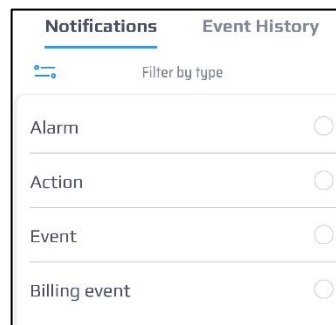 Notifications Event History
Filter by type
Alarm
Action
Event
Billing event